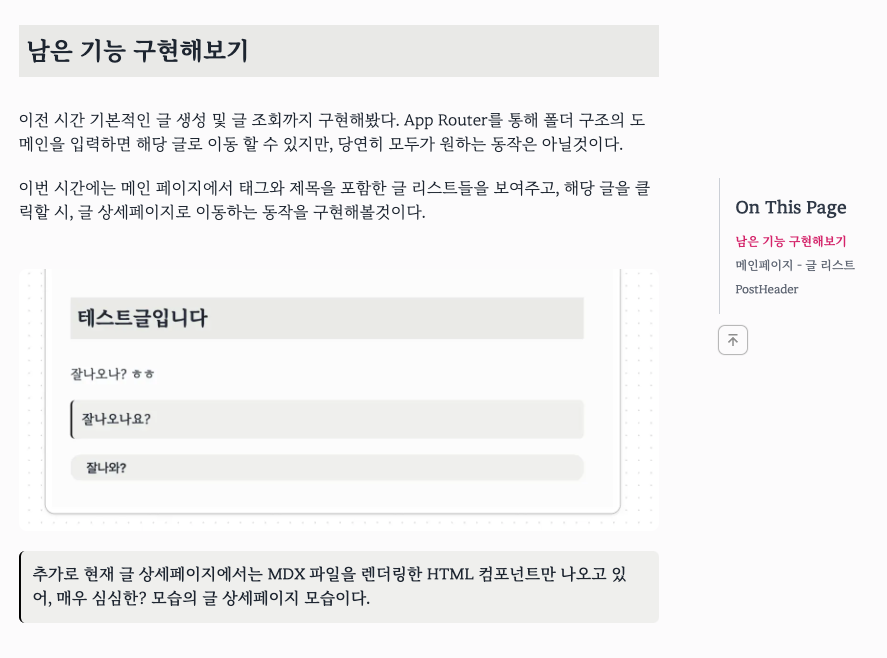 남은 기능 구현해보기
이전 시간 기본적인 글 생성 및 글 조회까지 구현해봤다. App Router를 통해 폴더 구조의 도
메인을 입력하면 해당 글로 이동 할 수 있지만, 당연히 모두가 원하는 동작은 아닐것이다.
이번 시간에는 메인 페이지에서 태그와 제목을 포함한 글 리스트들을 보여주고, 해당 글을 클
릭할 시, 글 상세페이지로 이동하는 동작을 구현해볼것이다.
테스트글입니다
잘나오나? ㅎㅎ
잘나오나요?
잘나와?
추가로 현재 글 상세페이지에서는 MDX 파일을 렌더링한 HTML 컴포넌트만 나오고 있
어, 매우 심심한? 모습의 글 상세페이지 모습이다.
On This Page
남은 기능 구현해보기
메인페이지 - 글 리스트
PostHeader